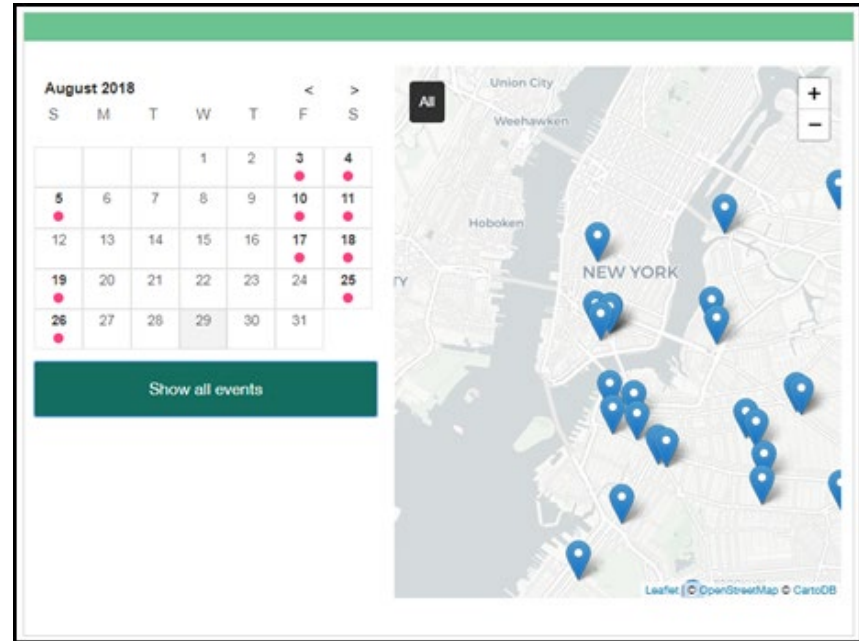 August 2018 < >
S M T W T F S
1 2 3 4
5 6 7 8 9 10 11
12 13 14 15 16 17 18
19 20 21 22 23 24 25
26 27 28 29 30 31
Show all events
All
+
−
Union City
Weehawken
Hoboken
NEW YORK
TY
Leaflet | © OpenStreetMap © CartoDB